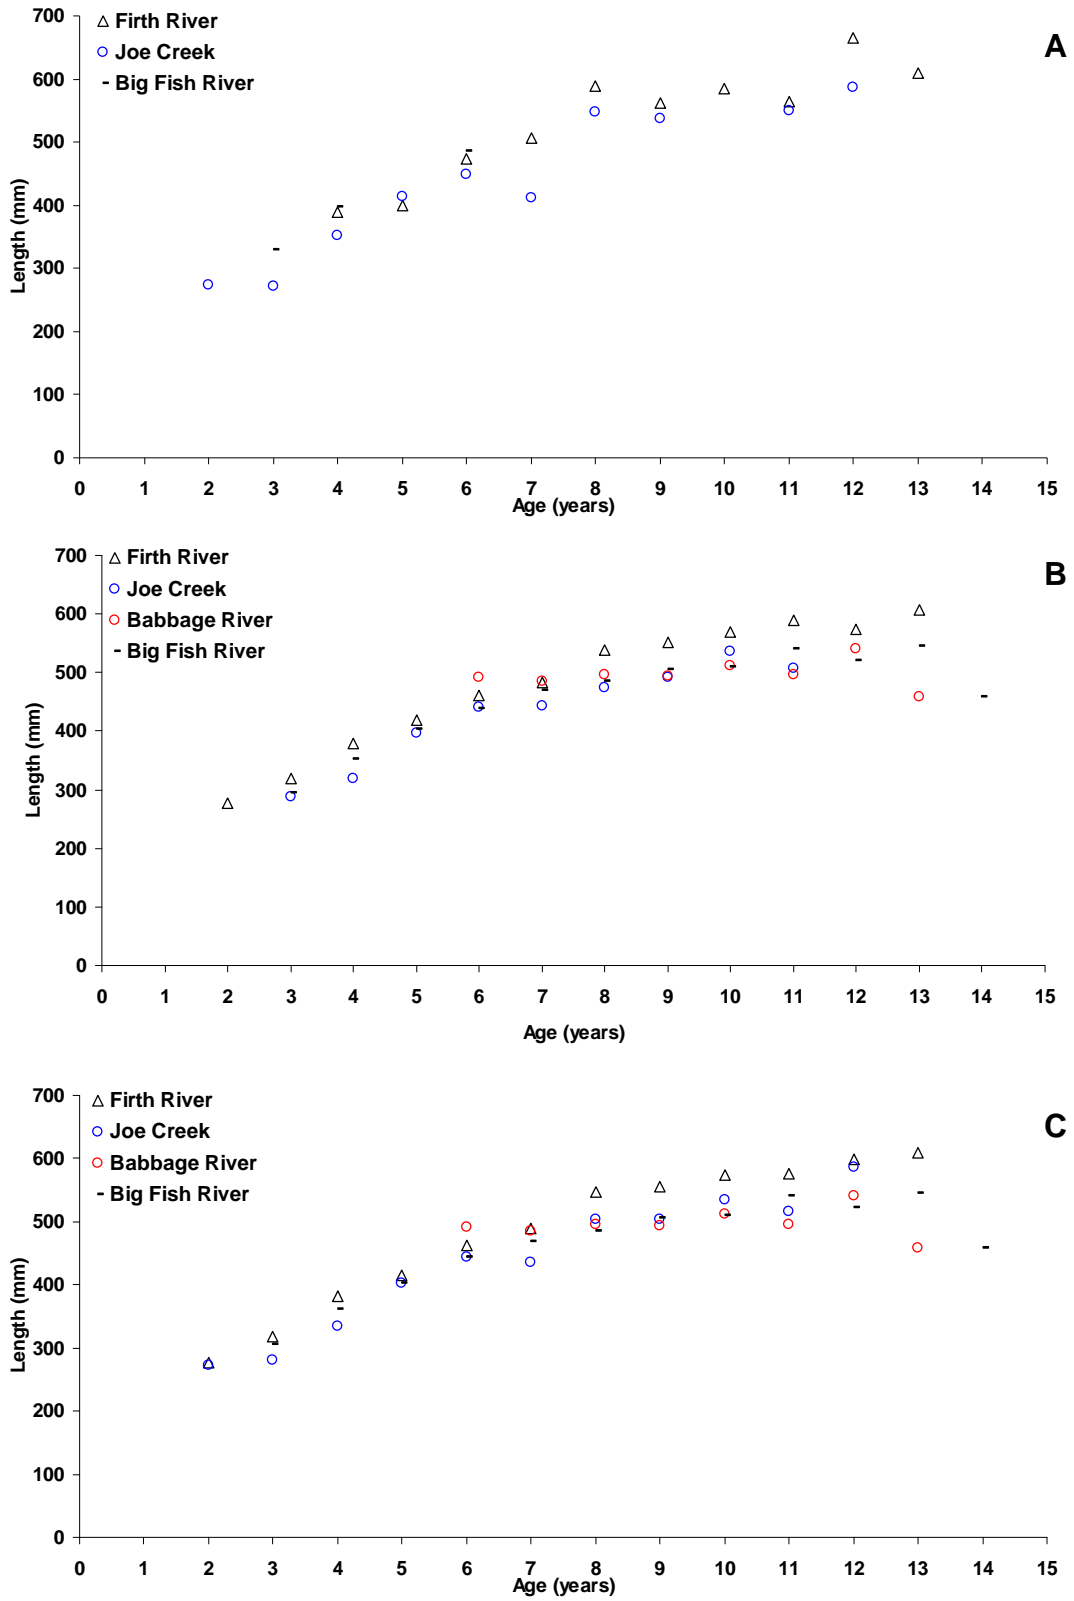 700
Firth River
A
Joe Creek
Big Fish River
600
500
400
300
200
100
0
Length (mm)
0 1 2 3 4 5 6 7 8 9 10 11 12 13 14 15
Age (years)
700
Firth River
B
Joe Creek
Babbage River
Big Fish River
600
500
400
300
200
100
0
Length (mm)
0 1 2 3 4 5 6 7 8 9 10 11 12 13 14 15
Age (years)
700
Firth River
C
Joe Creek
Babbage River
Big Fish River
600
500
400
300
200
100
0
Length (mm)
0 1 2 3 4 5 6 7 8 9 10 11 12 13 14 15
Age (years)